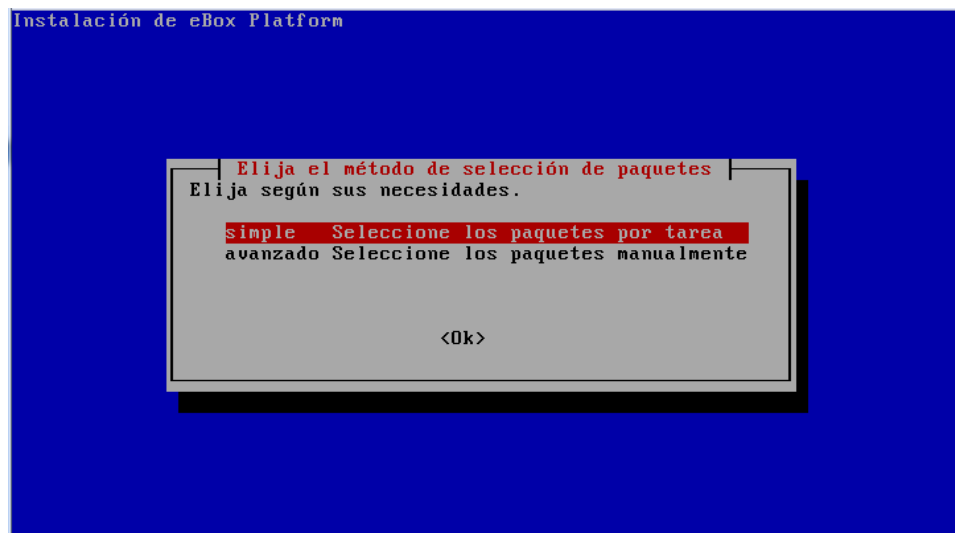 Instalación de eBox Platform
Elija el método de selección de paquetes
Elija según sus necesidades.
simple Seleccione los paquetes por tarea
avanzado Seleccione los paquetes manualmente
<Ok>